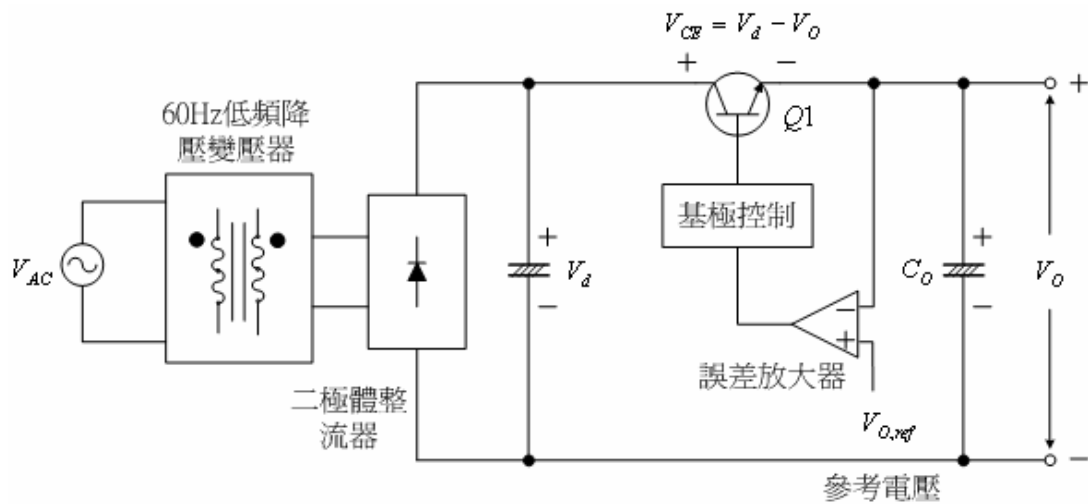 V_CE = V_d − V_O
+ −
60Hz低頻降
壓變壓器
Q1
+
基極控制
V_AC
+
V_d
−
C_O
+
−
V_O
−
+
誤差放大器
二極體整
流器
V_O,ref
參考電壓
−